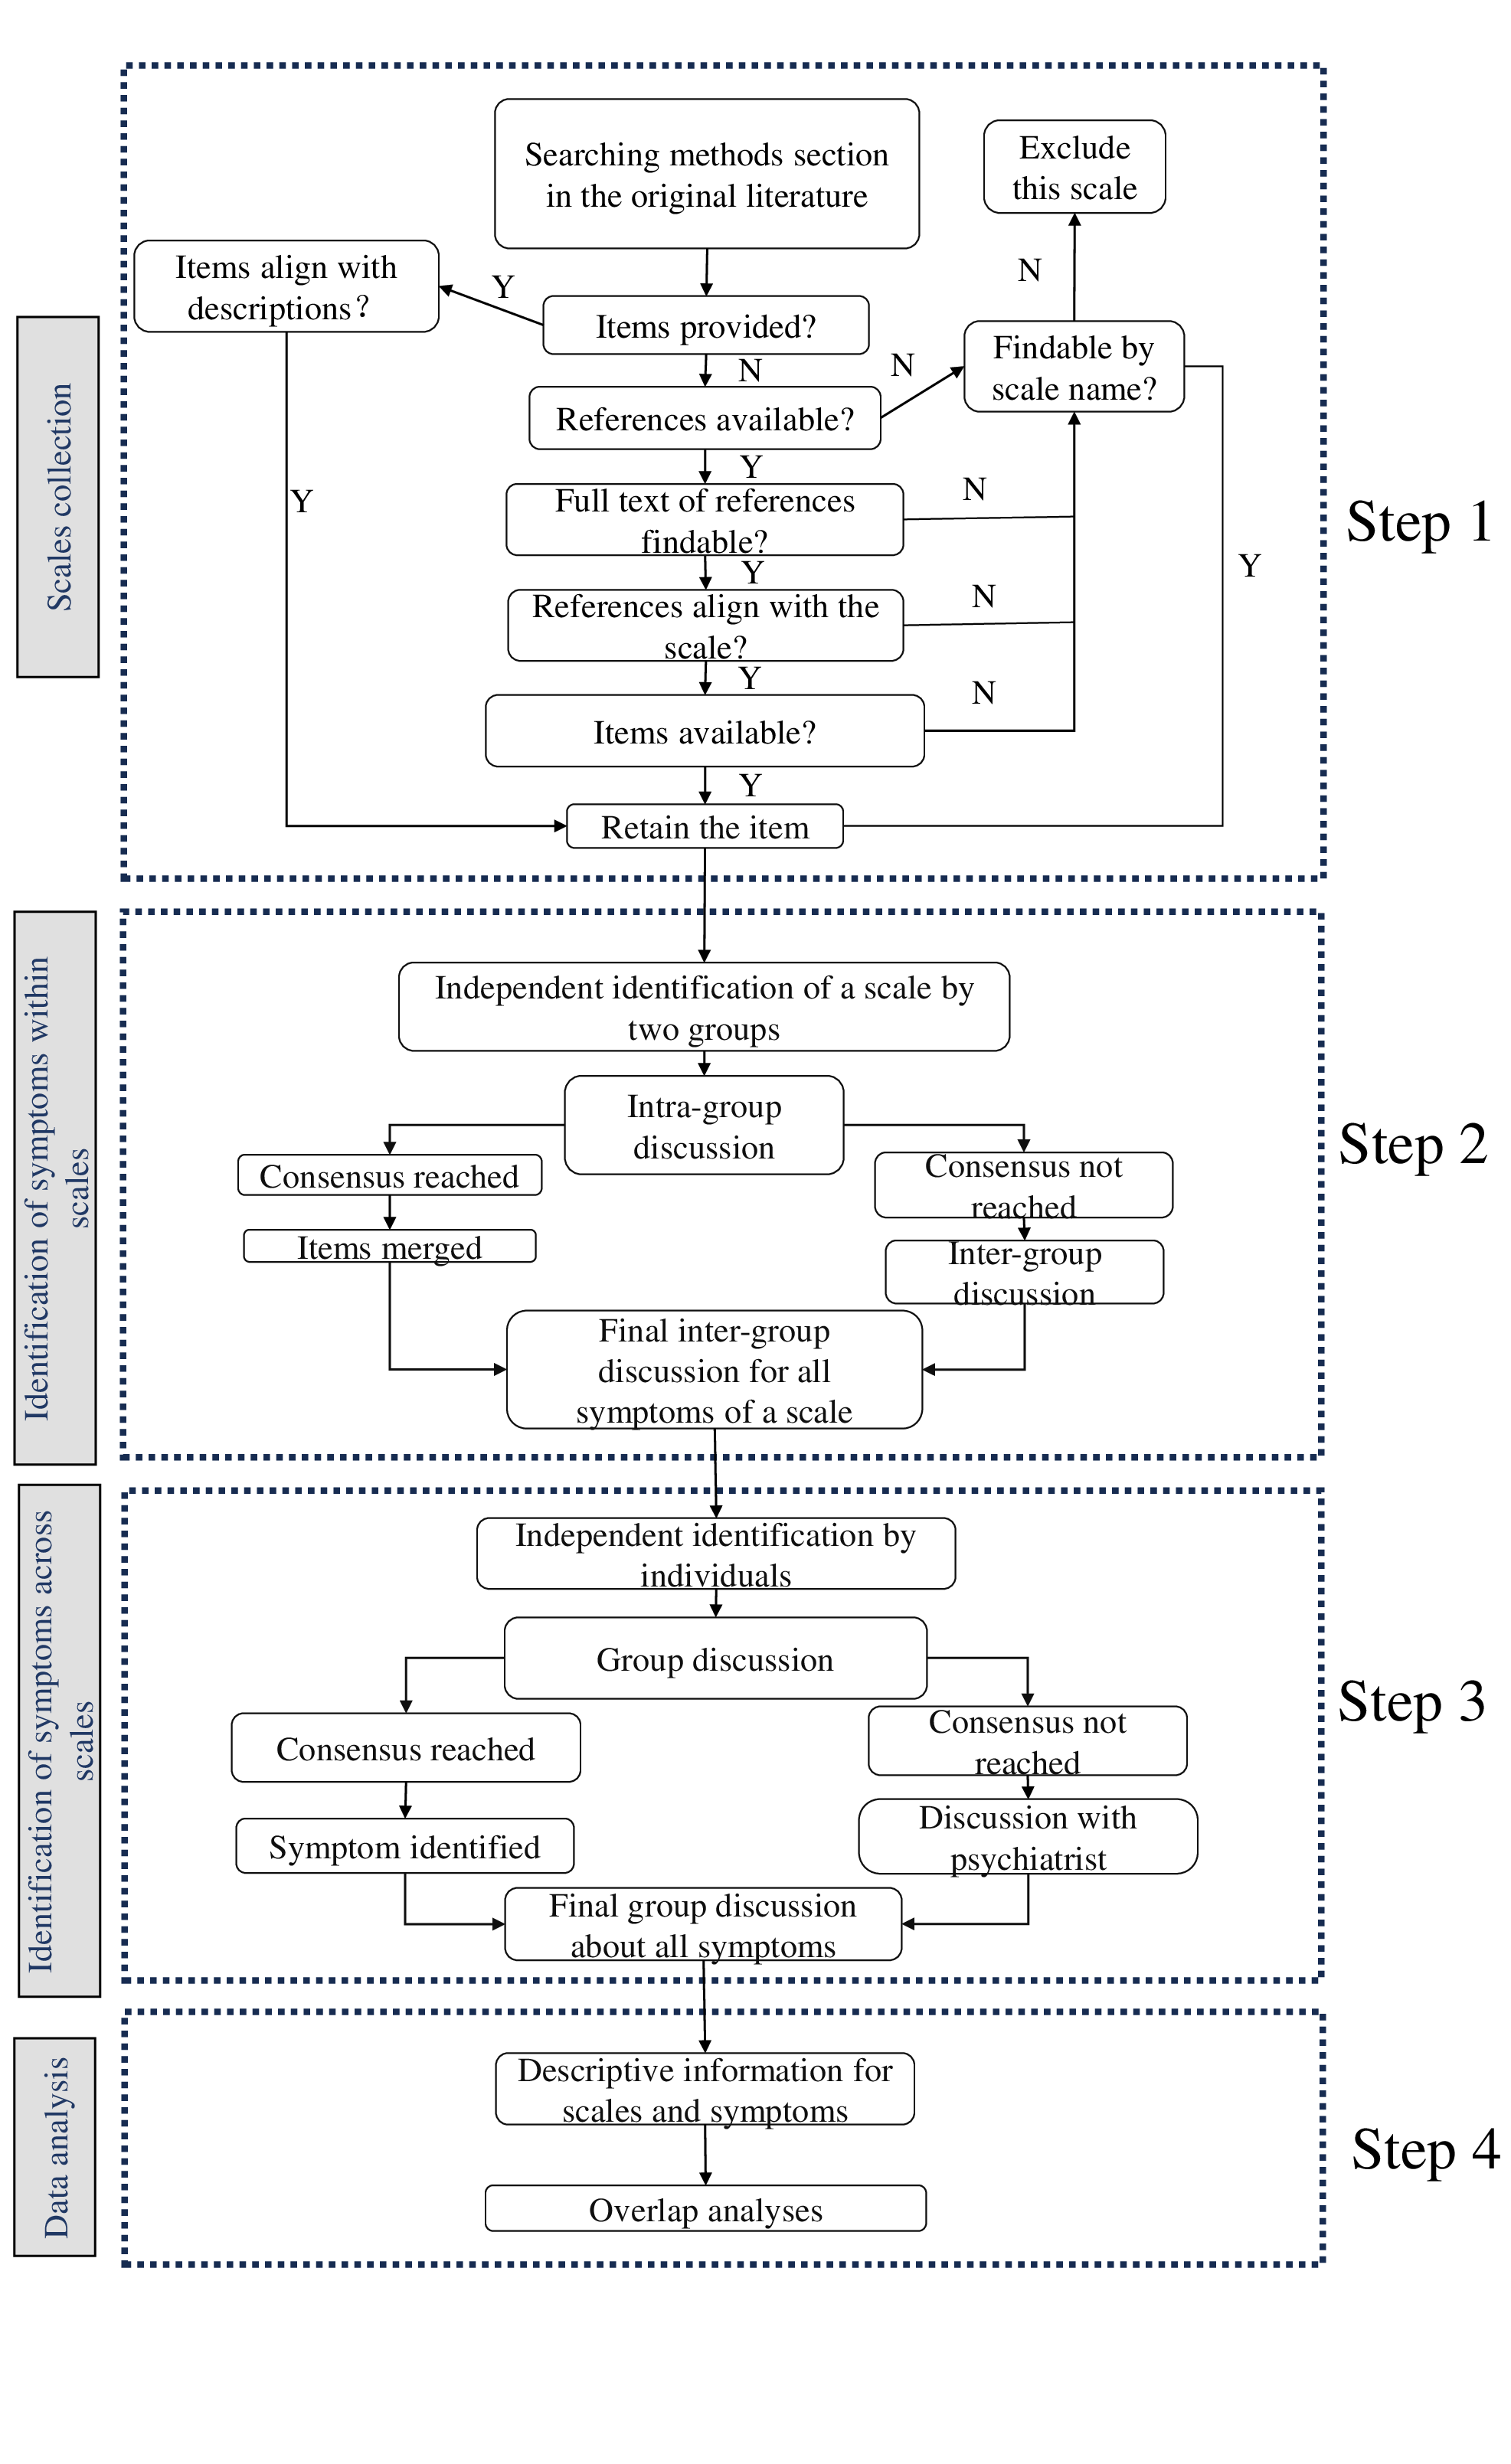 Scales collection
Searching methods section
in the original literature
Exclude
this scale
Items align with
descriptions?
Y
Items provided?
N
Findable by
scale name?
N
N
References available?
Y
Y
Full text of references
findable?
N
Y
Y
References align with the
scale?
N
Y
Items available?
N
Y
Retain the item
Step 1
Identification of symptoms within
scales
Independent identification of a scale by
two groups
Intra-group
discussion
Consensus reached
Consensus not
reached
Items merged
Inter-group
discussion
Final inter-group
discussion for all
symptoms of a scale
Step 2
Identification of symptoms across
scales
Independent identification by
individuals
Group discussion
Consensus reached
Consensus not
reached
Symptom identified
Discussion with
psychiatrist
Final group discussion
about all symptoms
Step 3
Data analysis
Descriptive information for
scales and symptoms
Overlap analyses
Step 4